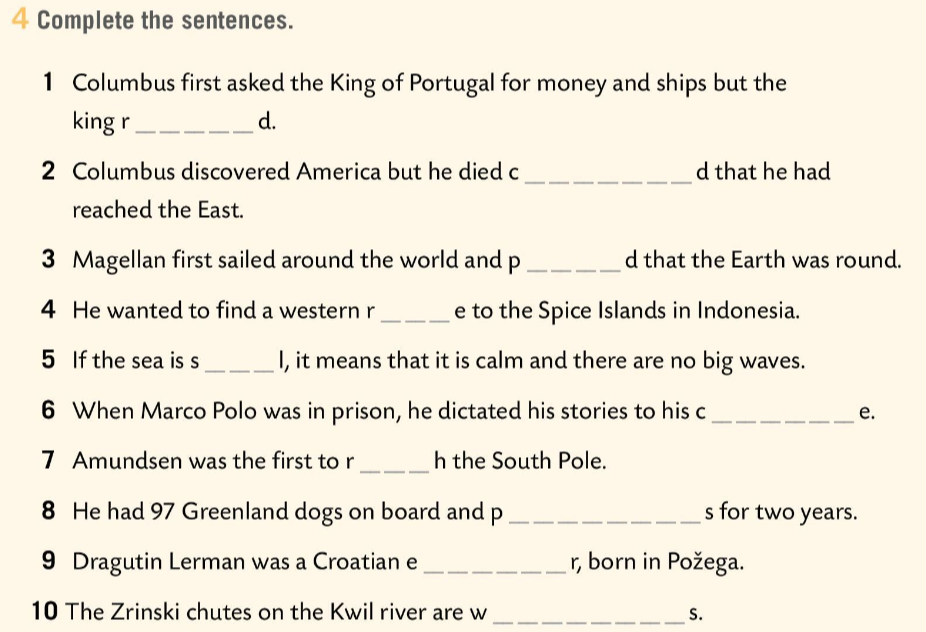 4 Complete the sentences.
1 Columbus first asked the King of Portugal for money and ships but the
king r _ _ _ _ _ d.
2 Columbus discovered America but he died c _ _ _ _ _ _ _ d that he had
reached the East.
3 Magellan first sailed around the world and p _ _ _ _ d that the Earth was round.
4 He wanted to find a western r _ _ _ e to the Spice Islands in Indonesia.
5 If the sea is s _ _ _ l, it means that it is calm and there are no big waves.
6 When Marco Polo was in prison, he dictated his stories to his c _ _ _ _ _ _ e.
7 Amundsen was the first to r _ _ _ h the South Pole.
8 He had 97 Greenland dogs on board and p _ _ _ _ _ _ _ _ s for two years.
9 Dragutin Lerman was a Croatian e _ _ _ _ _ _ r, born in Požega.
10 The Zrinski chutes on the Kwil river are w _ _ _ _ _ _ _ _ s.